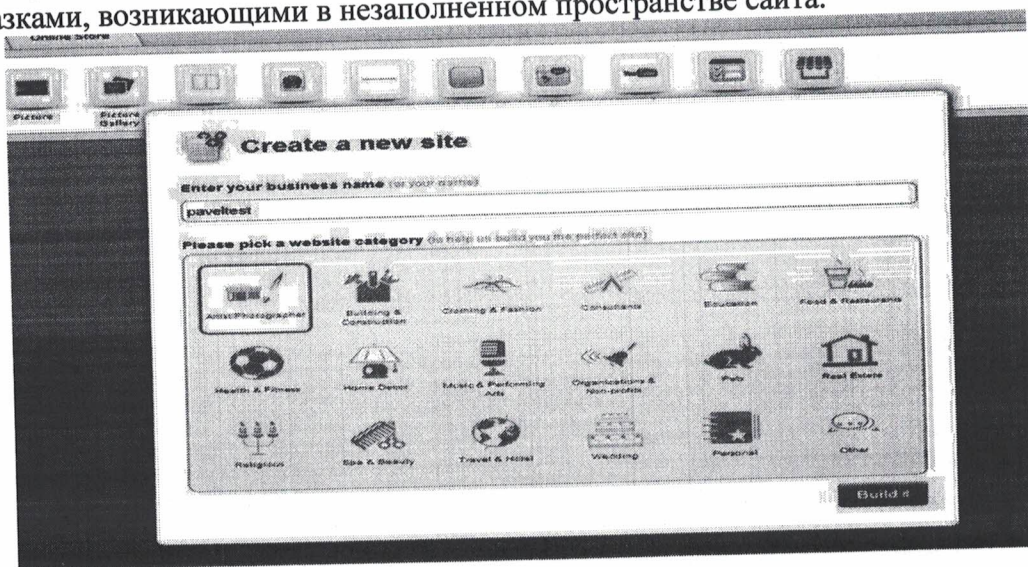 азками, возникающими в незаполненном пространстве сайта.
Online Store
Picture
Picture Gallery
Create a new site
Enter your business name (or your name)
paveltest
Please pick a website category (to help us build you the perfect site)
Artist/Photographer
Building & Construction
Clothing & Fashion
Consultants
Education
Food & Restaurants
Health & Fitness
Home Decor
Music & Performing Arts
Organizations & Non-profits
Pets
Real Estate
Religious
Spa & Beauty
Travel & Hotel
Wedding
Personal
Other
Build it